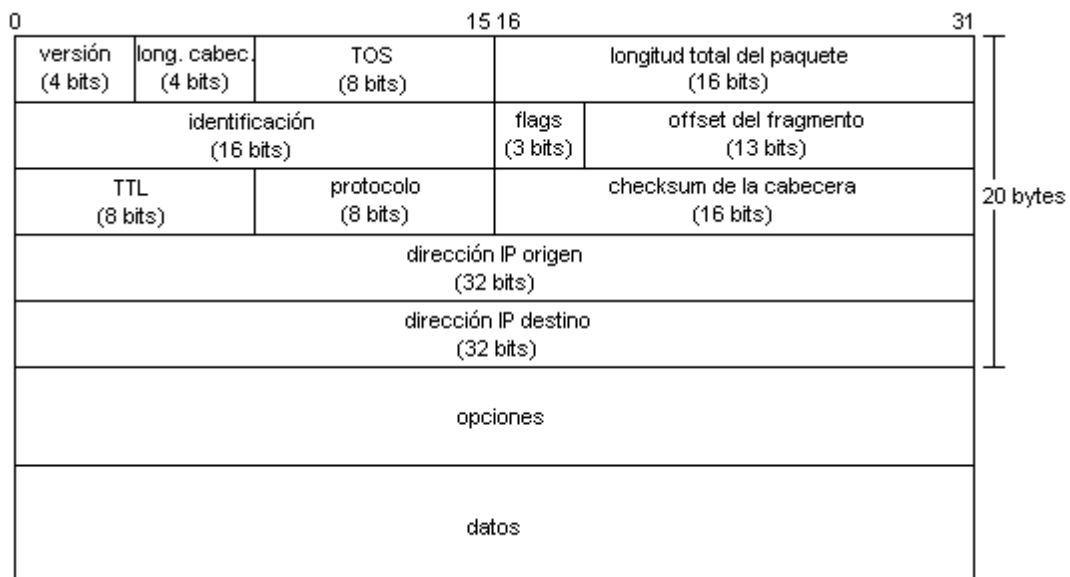 0 15 16 31
versión long. cabec. TOS longitud total del paquete
(4 bits) (4 bits) (8 bits) (16 bits)
identificación flags offset del fragmento
(16 bits) (3 bits) (13 bits)
TTL protocolo checksum de la cabecera
(8 bits) (8 bits) (16 bits)
20 bytes
dirección IP origen
(32 bits)
dirección IP destino
(32 bits)
opciones
datos